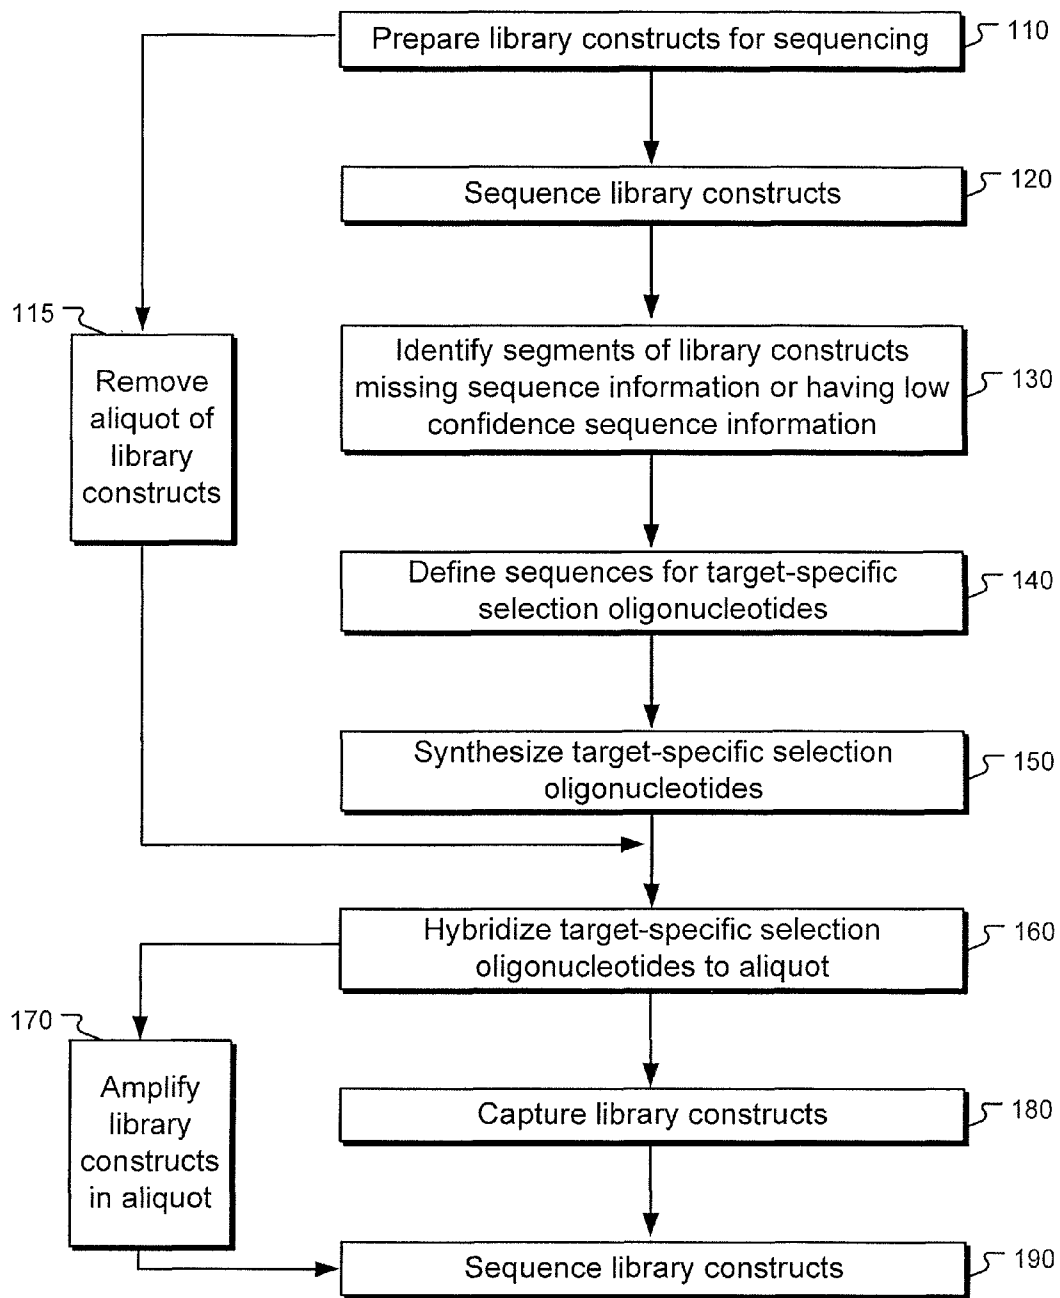 Prepare library constructs for sequencing
110
Sequence library constructs
120
115
Remove
aliquot of
library
constructs
Identify segments of library constructs
missing sequence information or having low
confidence sequence information
130
Define sequences for target-specific
selection oligonucleotides
140
Synthesize target-specific selection
oligonucleotides
150
Hybridize target-specific selection
oligonucleotides to aliquot
160
170
Amplify
library
constructs
in aliquot
Capture library constructs
180
Sequence library constructs
190